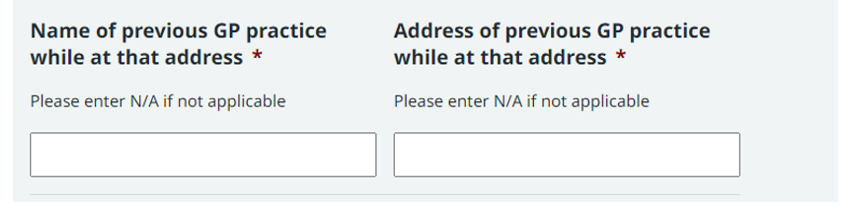 Name of previous GP practice
while at that address *
Please enter N/A if not applicable
Address of previous GP practice
while at that address *
Please enter N/A if not applicable